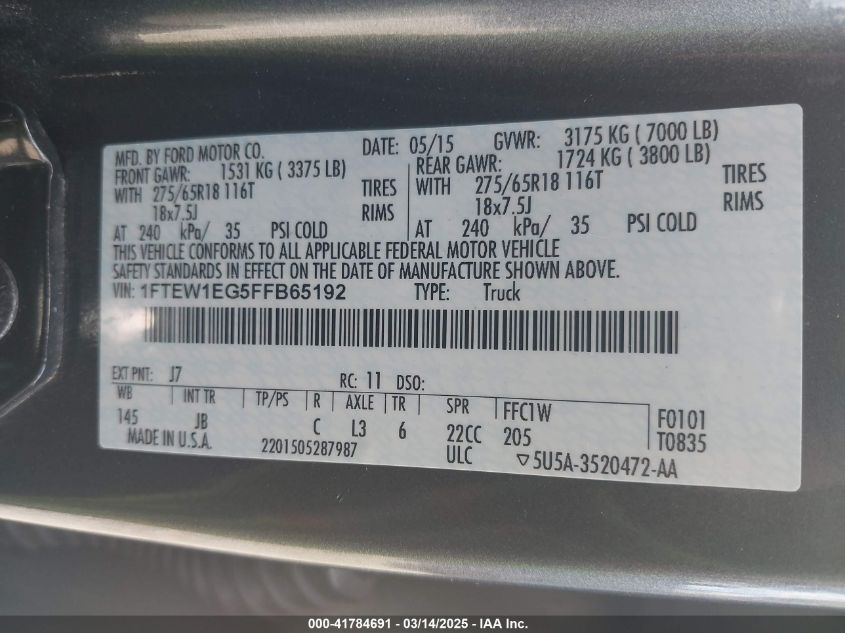 MFD. BY FORD MOTOR CO. DATE: 05/15 GVWR: 3175 KG ( 7000 LB)
FRONT GAWR: 1531 KG ( 3375 LB) REAR GAWR: 1724 KG ( 3800 LB)
WITH 275/65R18 116T TIRES WITH 275/65R18 116T TIRES
18x7.5J RIMS 18x7.5J RIMS
AT 240 kPa/ 35 PSI COLD AT 240 kPa/ 35 PSI COLD
THIS VEHICLE CONFORMS TO ALL APPLICABLE FEDERAL MOTOR VEHICLE
SAFETY STANDARDS IN EFFECT ON THE DATE OF MANUFACTURE SHOWN ABOVE.
VIN: 1FTEW1EG5FFB65192 TYPE: Truck
EXT PNT: J7 RC: 11 DSO:
WB INT TR TP/PS R AXLE TR SPR FFC1W F0101
145 JB C L3 6 22CC 205 T0835
MADE IN U.S.A. 2201505287987 ULC ▽5U5A-3520472-AA
000-41784691 / 03/14/2025 - IAA Inc.